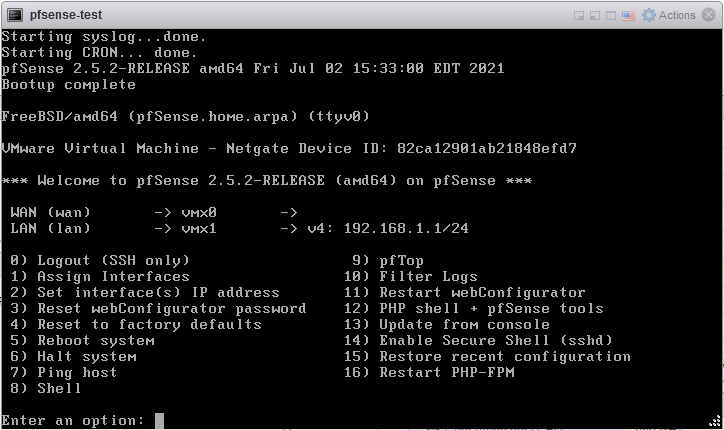 pfsense-test
Actions
Starting syslog...done.
Starting CRON... done.
pfSense 2.5.2-RELEASE amd64 Fri Jul 02 15:33:00 EDT 2021
Bootup complete
FreeBSD/amd64 (pfSense.home.arpa) (ttyv0)
VMware Virtual Machine - Netgate Device ID: 82ca12901ab21848efd7
*** Welcome to pfSense 2.5.2-RELEASE (amd64) on pfSense ***
WAN (wan) -> vmx0 ->
LAN (lan) -> vmx1 -> v4: 192.168.1.1/24
0) Logout (SSH only) 9) pfTop
1) Assign Interfaces 10) Filter Logs
2) Set interface(s) IP address 11) Restart webConfigurator
3) Reset webConfigurator password 12) PHP shell + pfSense tools
4) Reset to factory defaults 13) Update from console
5) Reboot system 14) Enable Secure Shell (sshd)
6) Halt system 15) Restore recent configuration
7) Ping host 16) Restart PHP-FPM
8) Shell
Enter an option: